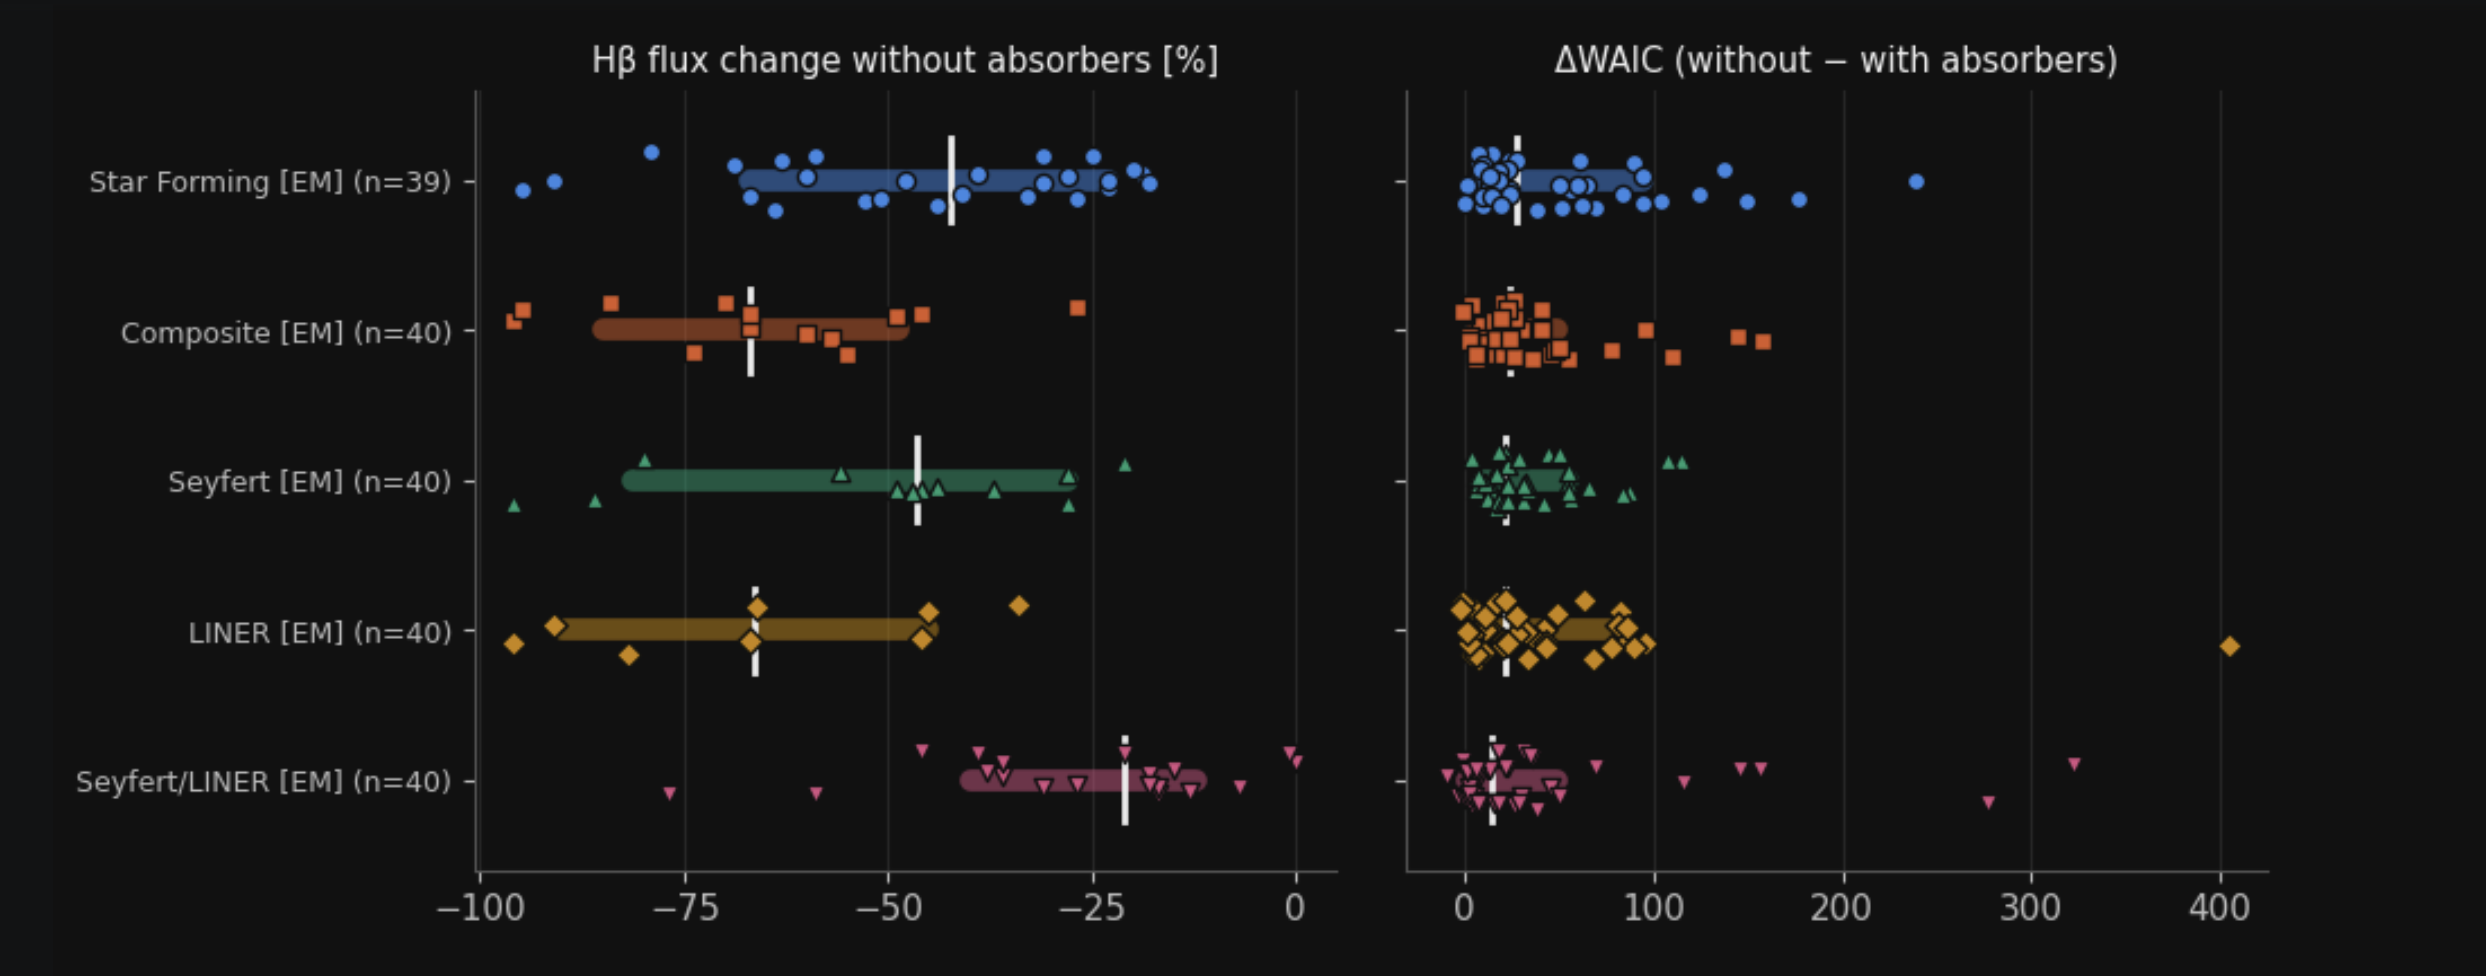 Hβ flux change without absorbers [%]
ΔWAIC (without − with absorbers)
Star Forming [EM] (n=39)
Composite [EM] (n=40)
Seyfert [EM] (n=40)
LINER [EM] (n=40)
Seyfert/LINER [EM] (n=40)
−100 −75 −50 −25 0
0 100 200 300 400